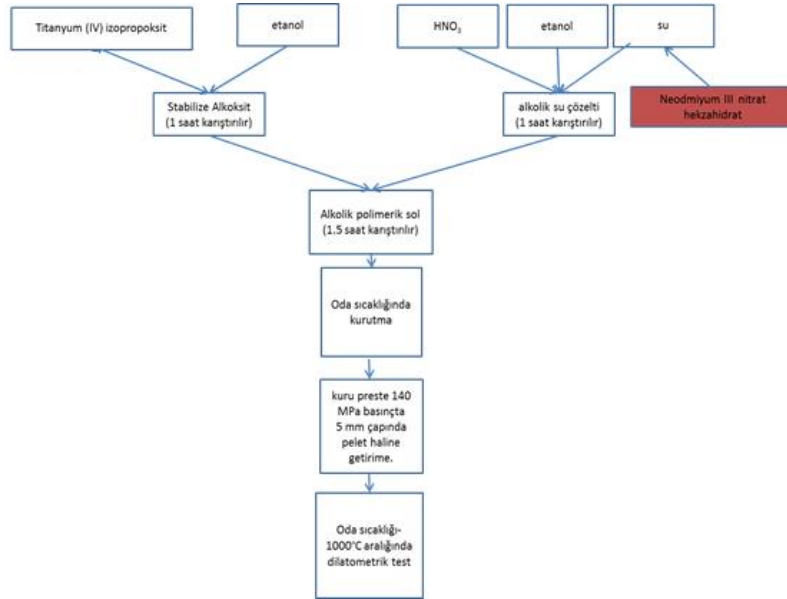 Titanyum (IV) izopropoksit
etanol
HNO3
etanol
su
Stabilize Alkoksit
(1 saat karıştırılır)
alkolik su çözelti
(1 saat karıştırılır)
Neodmiyum III nitrat
hekzahidrat
Alkolik polimerik sol
(1.5 saat karıştırılır)
Oda sıcaklığında
kurutma
kuru preste 140
MPa basınçta
5 mm çapında
pelet haline
getirime.
Oda sıcaklığı-
1000°C aralığında
dilatometrik test